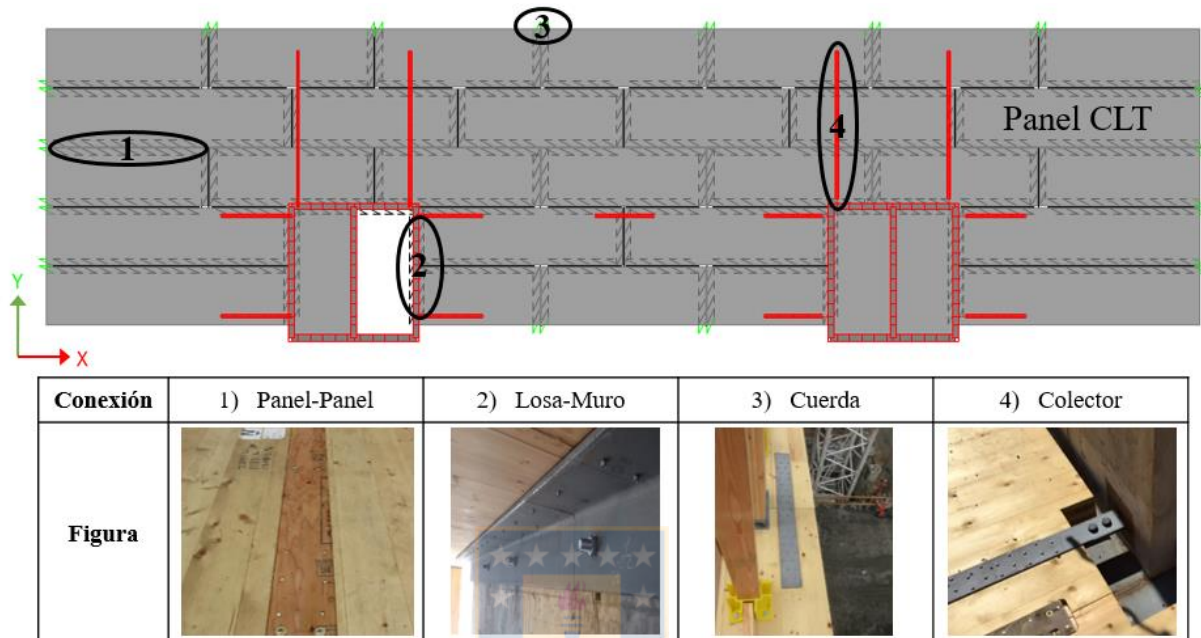 3
4
Panel CLT
1
2
Y
X
Conexión 1) Panel-Panel 2) Losa-Muro 3) Cuerda 4) Colector
Figura